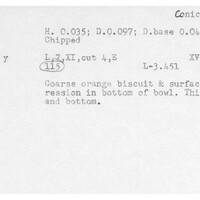 Conic
H. 0.035; D.0.097; D.base 0.04
Chipped
y L,7,XI,cut 4,E XV
115 L-3.451
Coarse orange biscuit & surfac
ression in bottom of bowl. Thi
and bottom.